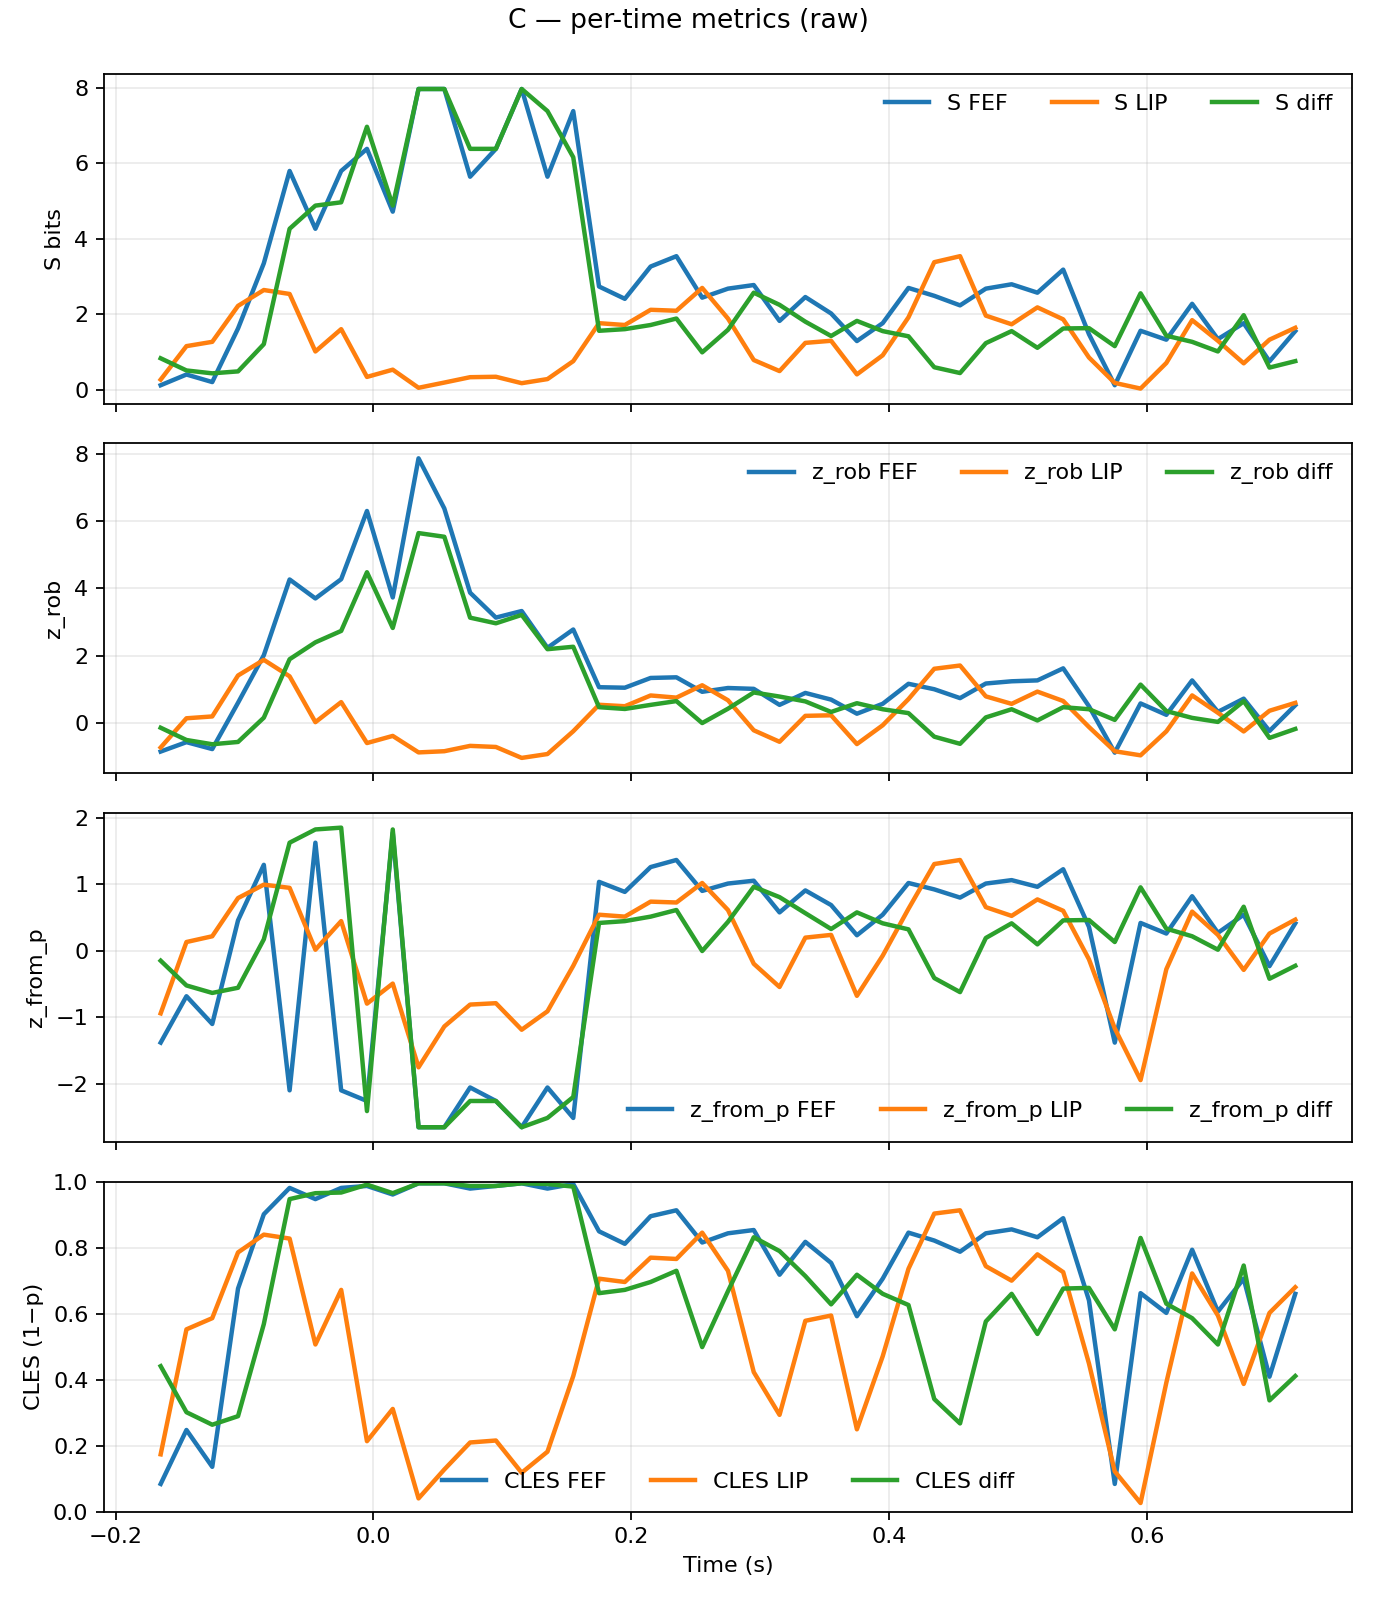 C — per-time metrics (raw)
S FEF S LIP S diff
8
6
4
2
0
S bits
z_rob FEF z_rob LIP z_rob diff
8
6
4
2
0
z_rob
2
1
0
−1
−2
z_from_p
z_from_p FEF z_from_p LIP z_from_p diff
1.0
0.8
0.6
0.4
0.2
0.0
CLES (1−p)
CLES FEF CLES LIP CLES diff
−0.2 0.0 0.2 0.4 0.6
Time (s)